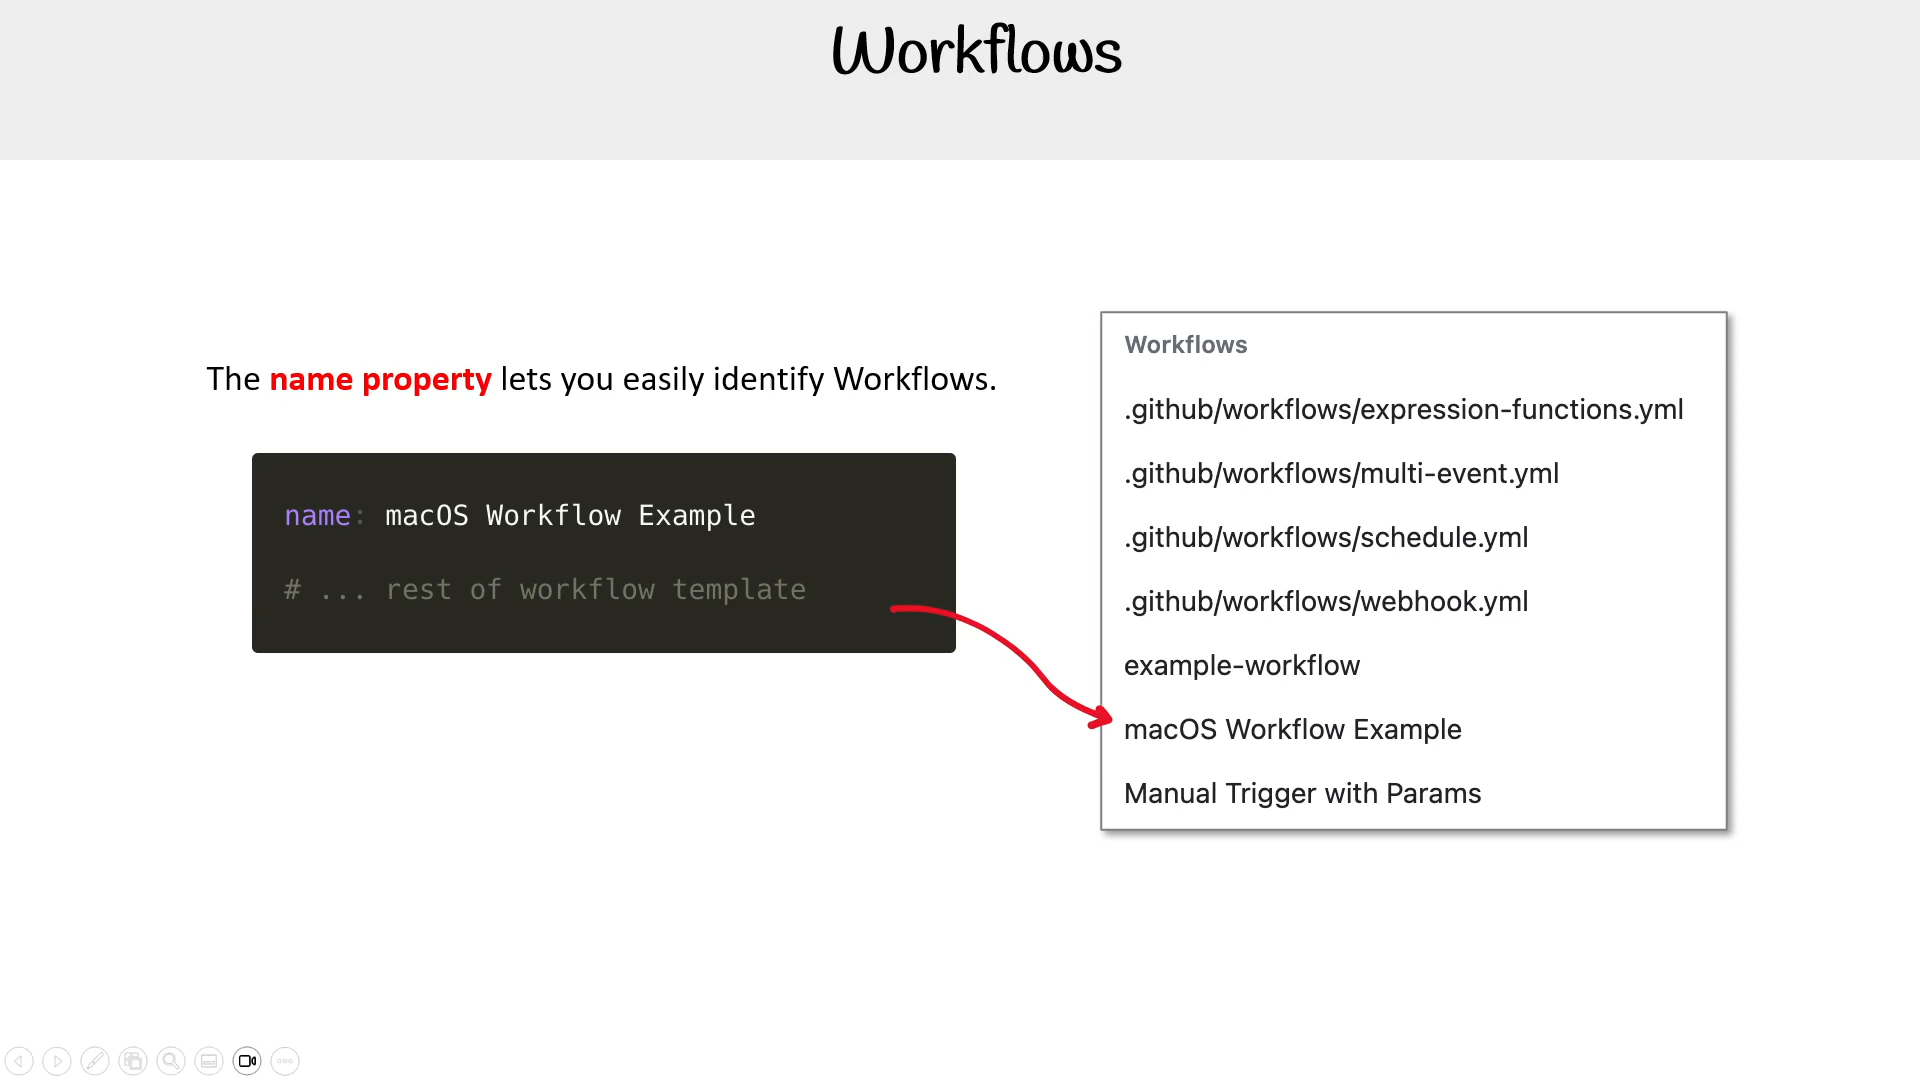 Workflows
The name property lets you easily identify Workflows.
name: macOS Workflow Example
# ... rest of workflow template
Workflows
.github/workflows/expression-functions.yml
.github/workflows/multi-event.yml
.github/workflows/schedule.yml
.github/workflows/webhook.yml
example-workflow
macOS Workflow Example
Manual Trigger with Params